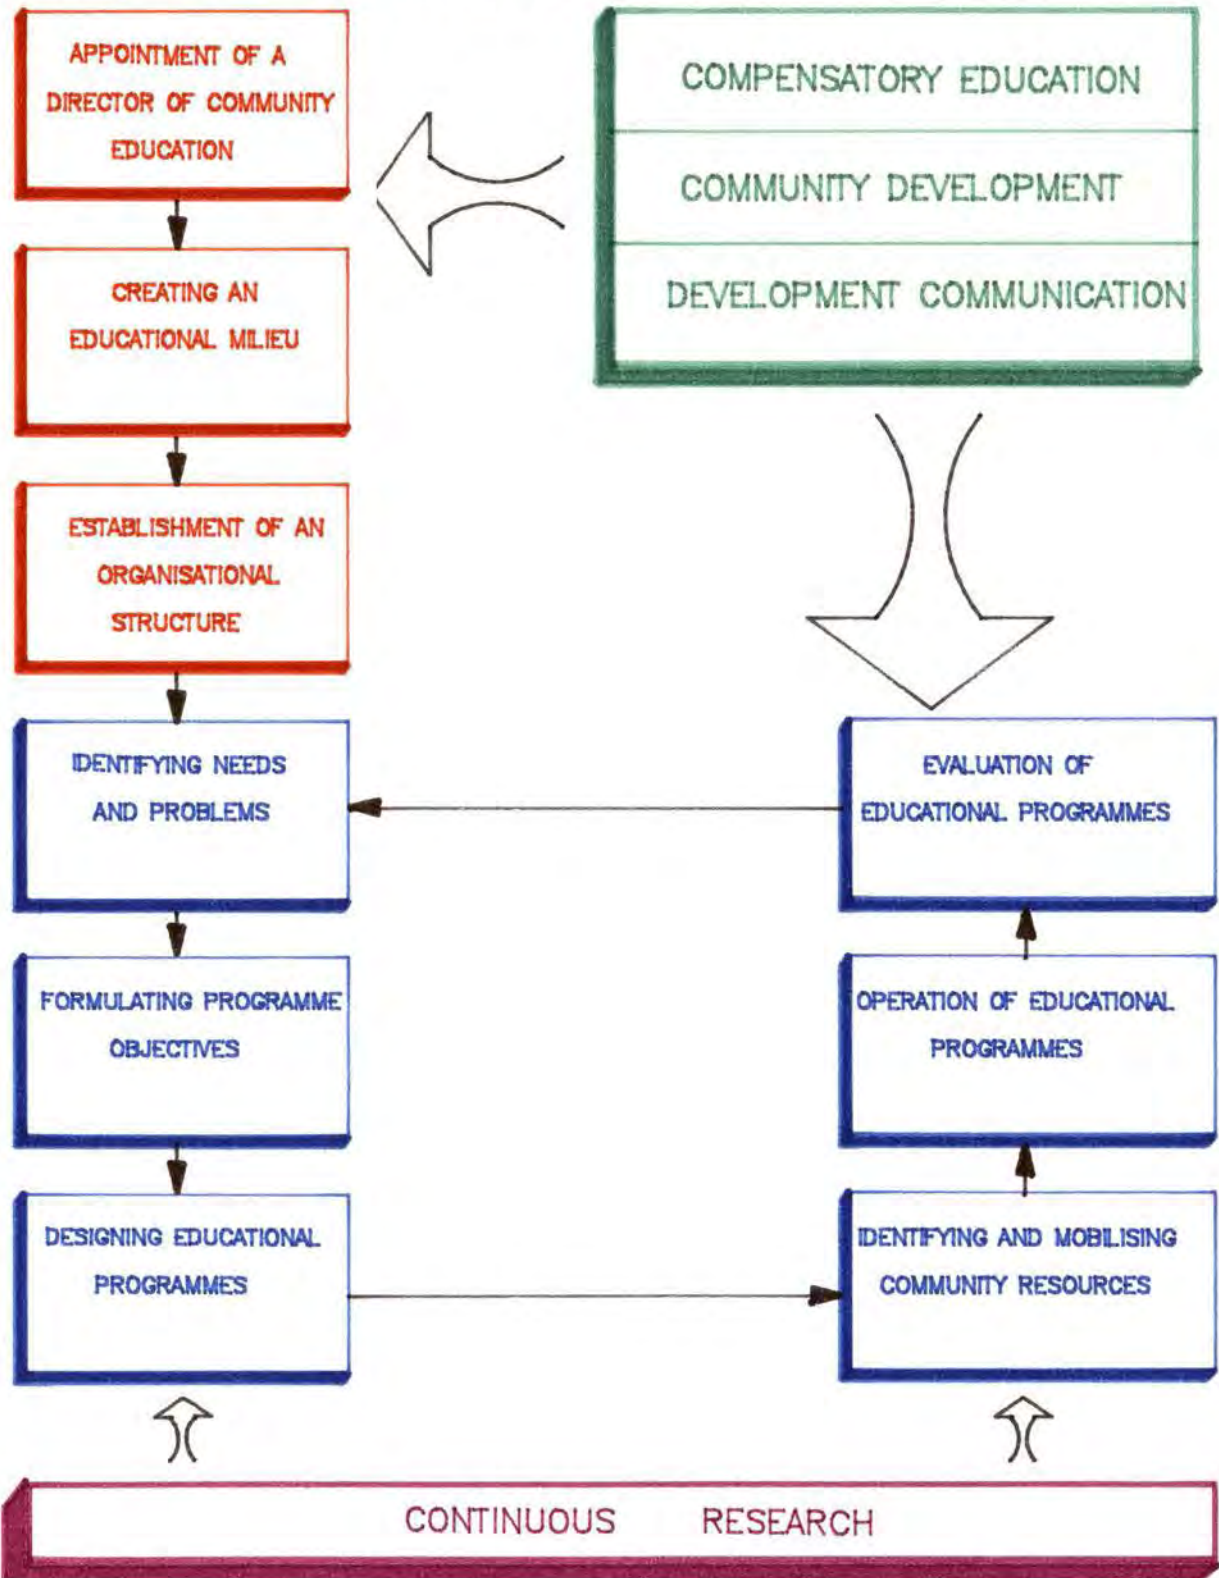 APPOINTMENT OF A
DIRECTOR OF COMMUNITY
EDUCATION
CREATING AN
EDUCATIONAL MILIEU
ESTABLISHMENT OF AN
ORGANISATIONAL
STRUCTURE
IDENTIFYING NEEDS
AND PROBLEMS
FORMULATING PROGRAMME
OBJECTIVES
DESIGNING EDUCATIONAL
PROGRAMMES
COMPENSATORY EDUCATION
COMMUNITY DEVELOPMENT
DEVELOPMENT COMMUNICATION
EVALUATION OF
EDUCATIONAL PROGRAMMES
OPERATION OF EDUCATIONAL
PROGRAMMES
IDENTIFYING AND MOBILISING
COMMUNITY RESOURCES
CONTINUOUS RESEARCH